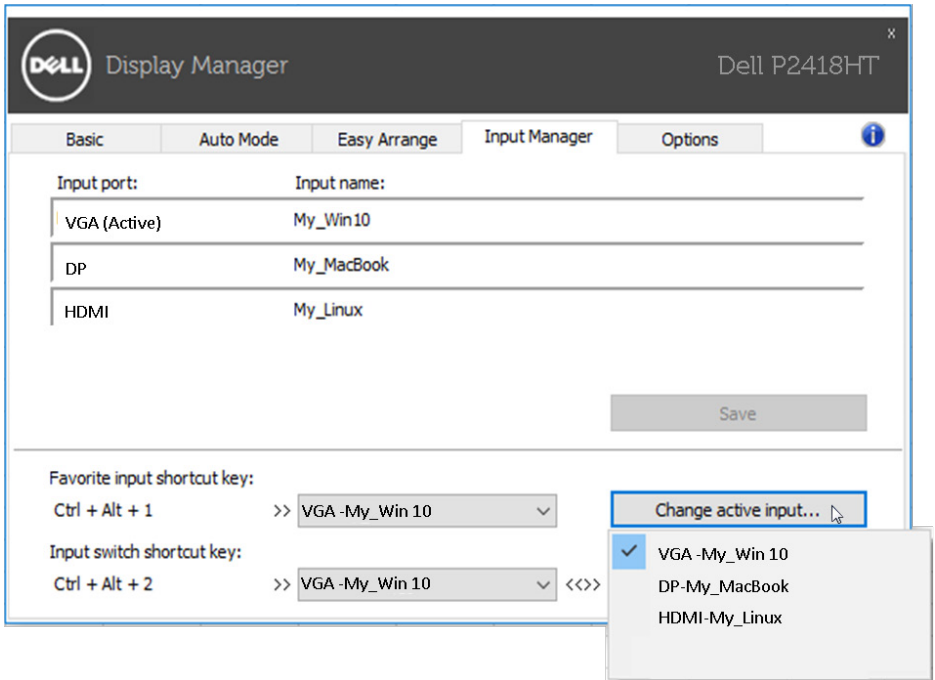 DELL Display Manager Dell P2418HT x
Basic Auto Mode Easy Arrange Input Manager Options i
Input port: Input name:
VGA (Active) My_Win10
DP My_MacBook
HDMI My_Linux
Save
Favorite input shortcut key:
Ctrl + Alt + 1 >> VGA -My_Win 10 Change active input...
Input switch shortcut key:
Ctrl + Alt + 2 >> VGA -My_Win 10 <<>>
VGA -My_Win 10
DP-My_MacBook
HDMI-My_Linux